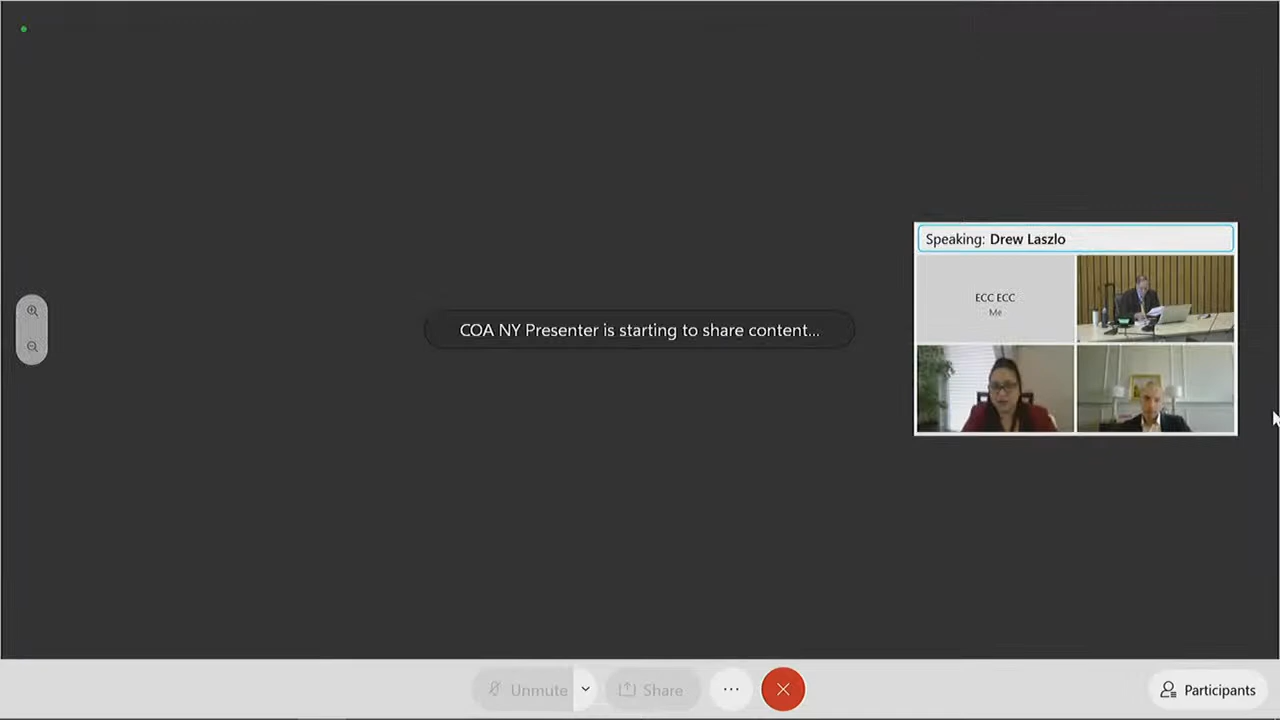 Speaking: Drew Laszlo
ECC ECC
Me
COA NY Presenter is starting to share content...
Unmute
Share
Participants